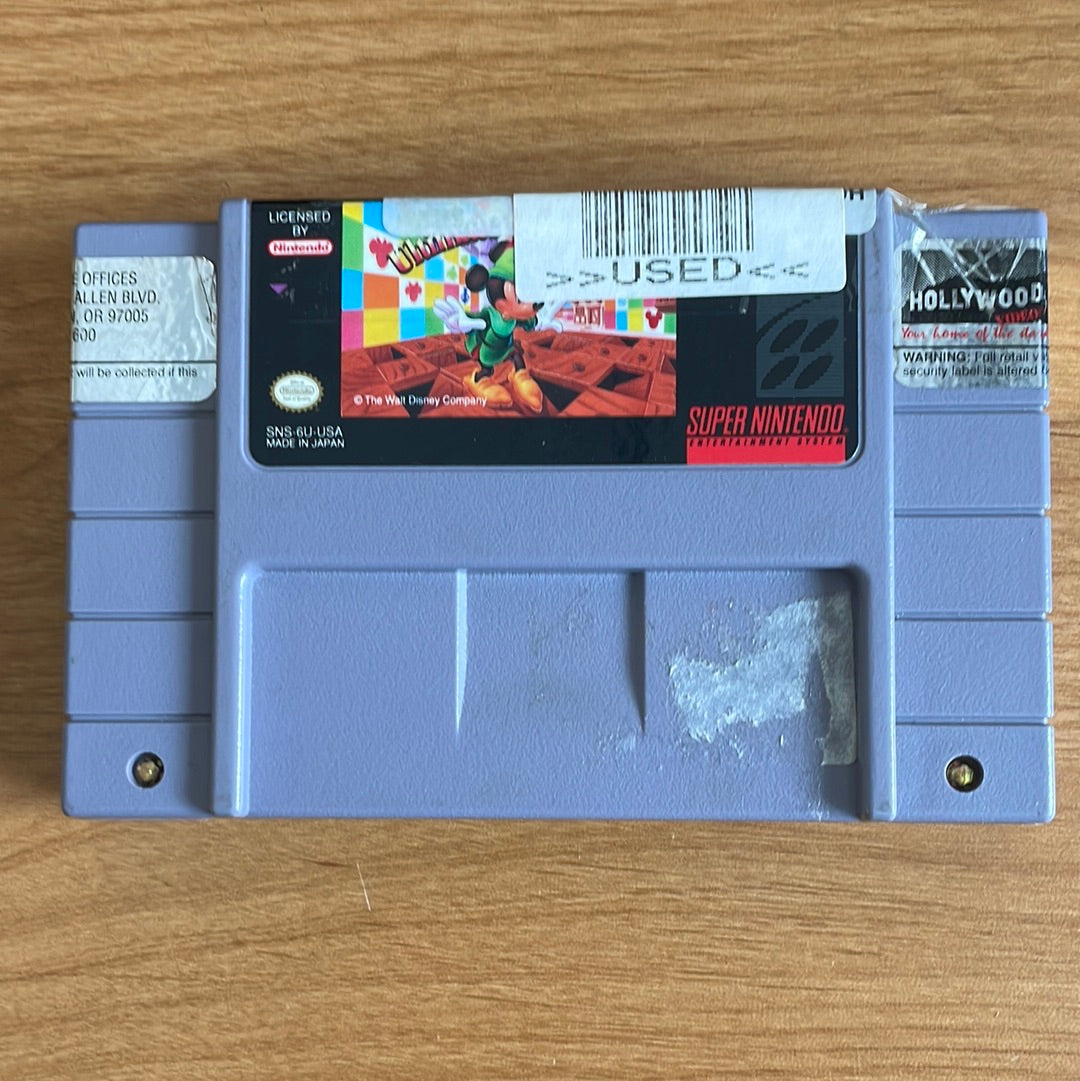 LICENSED
BY
Nintendo
>>USED<<
© The Walt Disney Company
SNS-6U-USA
MADE IN JAPAN
SUPER NINTENDO
ENTERTAINMENT SYSTEM
OFFICES
ALLEN BLVD.
, OR 97005
600
will be collected if this
HOLLYWOOD
VIDEO
Your home of the
WARNING: Full retail
security label is altered